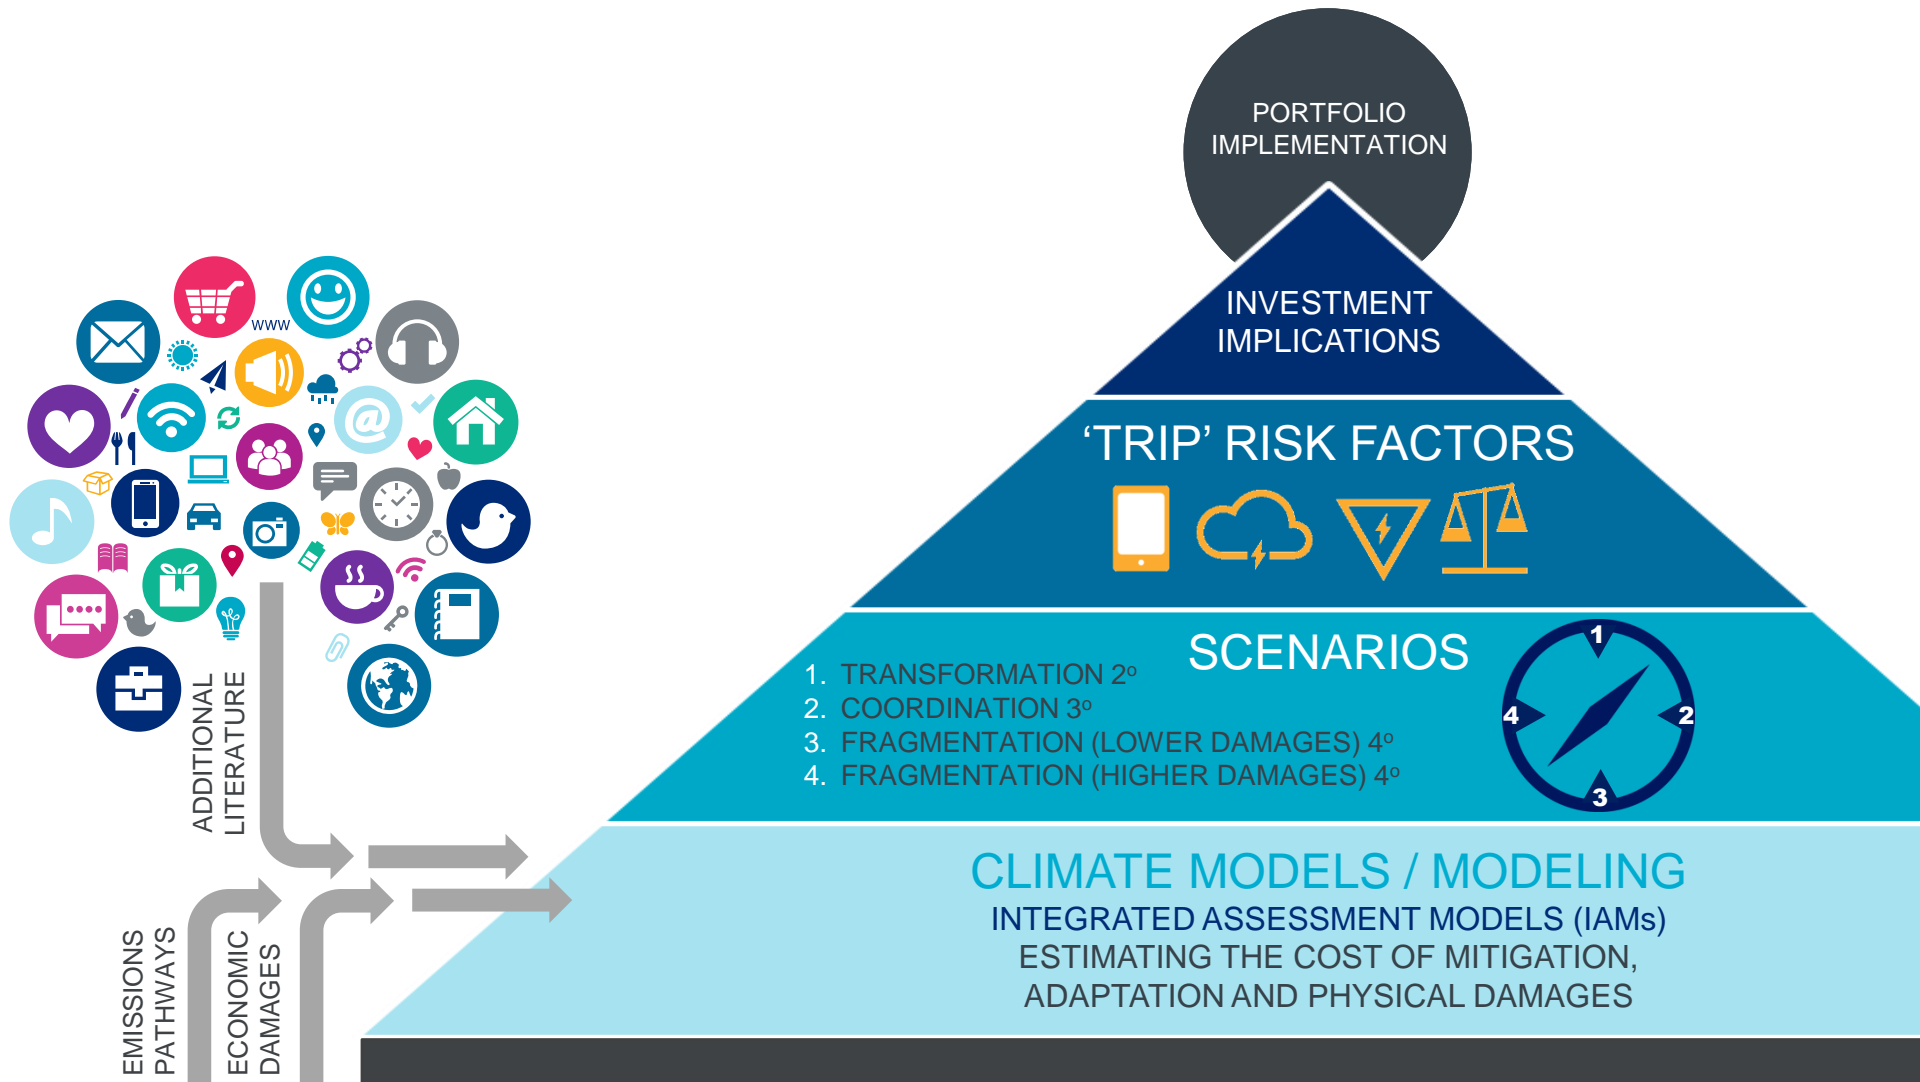 PORTFOLIO
IMPLEMENTATION
INVESTMENT
IMPLICATIONS
‘TRIP’ RISK FACTORS
SCENARIOS
1. TRANSFORMATION 2º
2. COORDINATION 3º
3. FRAGMENTATION (LOWER DAMAGES) 4º
4. FRAGMENTATION (HIGHER DAMAGES) 4º
1
2
3
4
CLIMATE MODELS / MODELING
INTEGRATED ASSESSMENT MODELS (IAMs)
ESTIMATING THE COST OF MITIGATION,
ADAPTATION AND PHYSICAL DAMAGES
www
@
ADDITIONAL
LITERATURE
EMISSIONS
PATHWAYS
ECONOMIC
DAMAGES